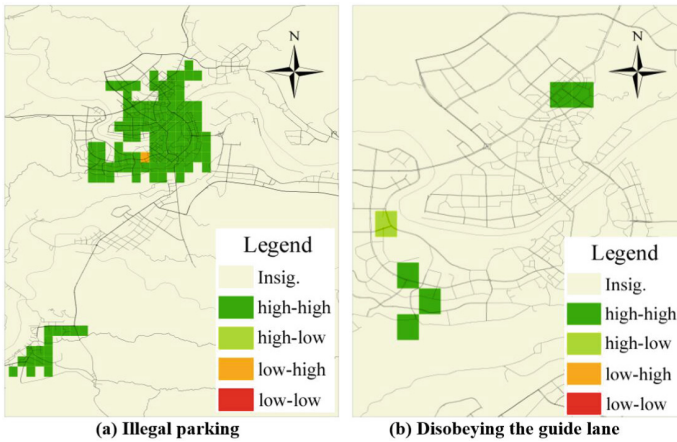 N
Legend
Insig.
high-high
high-low
low-high
low-low
(a) Illegal parking
N
Legend
Insig.
high-high
high-low
low-high
low-low
(b) Disobeying the guide lane